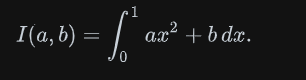 I(a, b) = ∫₀¹ ax² + b dx.